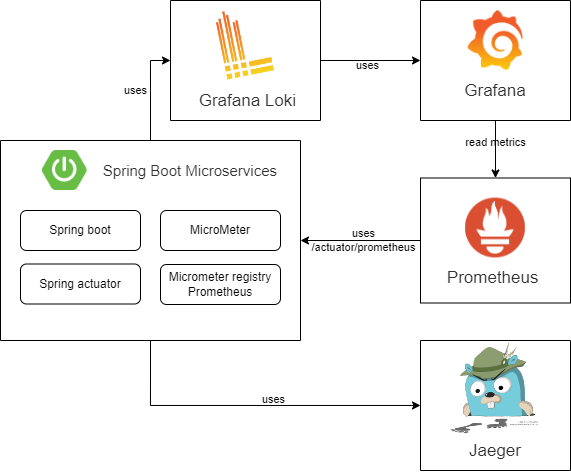 Grafana Loki
uses
Grafana
uses
read metrics
Spring Boot Microservices
Spring boot
MicroMeter
Spring actuator
Micrometer registry
Prometheus
uses
/actuator/prometheus
Prometheus
uses
Jaeger